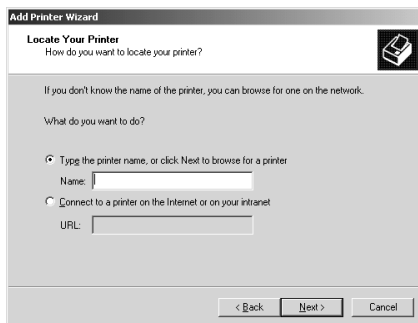 Add Printer Wizard
Locate Your Printer
How do you want to locate your printer?
If you don't know the name of the printer, you can browse for one on the network.
What do you want to do?
Type the printer name, or click Next to browse for a printer
Name:
Connect to a printer on the Internet or on your intranet
URL:
< Back
Next >
Cancel